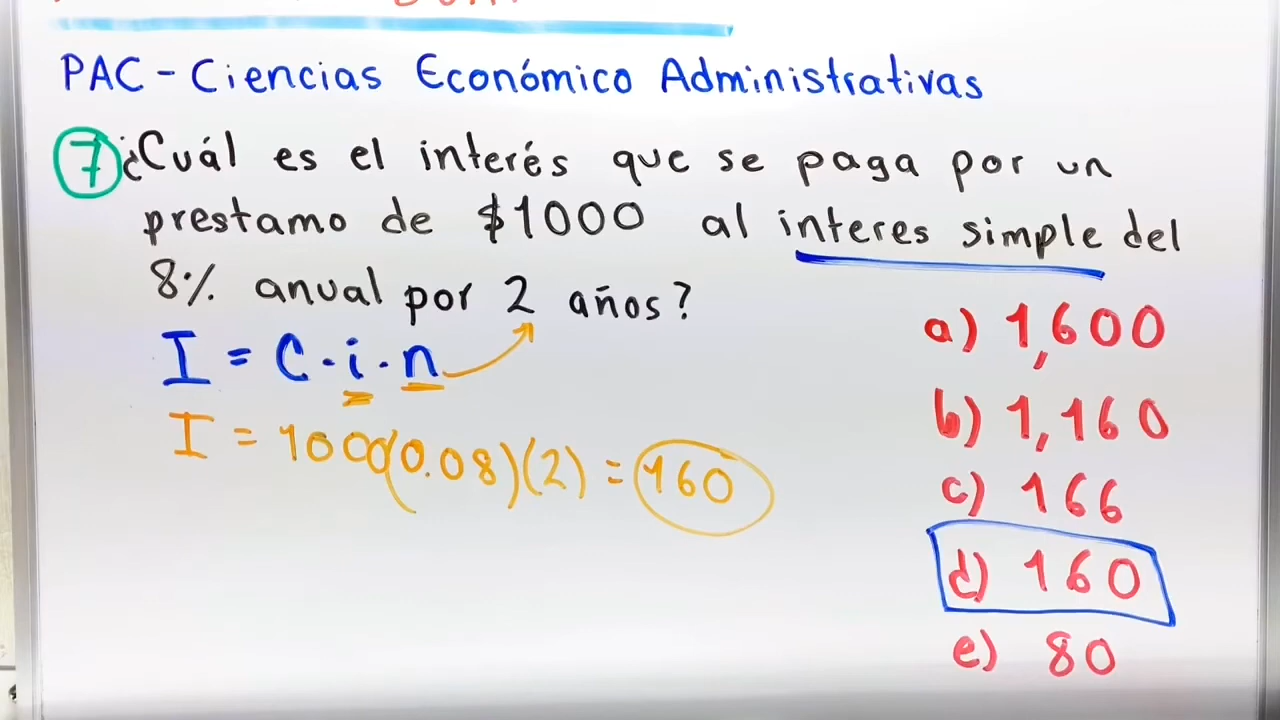 PAC - Ciencias Económico Administrativas
7 ¿Cuál es el interés que se paga por un
prestamo de $1000 al interes simple del
8% anual por 2 años?
I = C · i · n
I = 1000(0.08)(2) = 160
a) 1,600
b) 1,160
c) 166
d) 160
e) 80